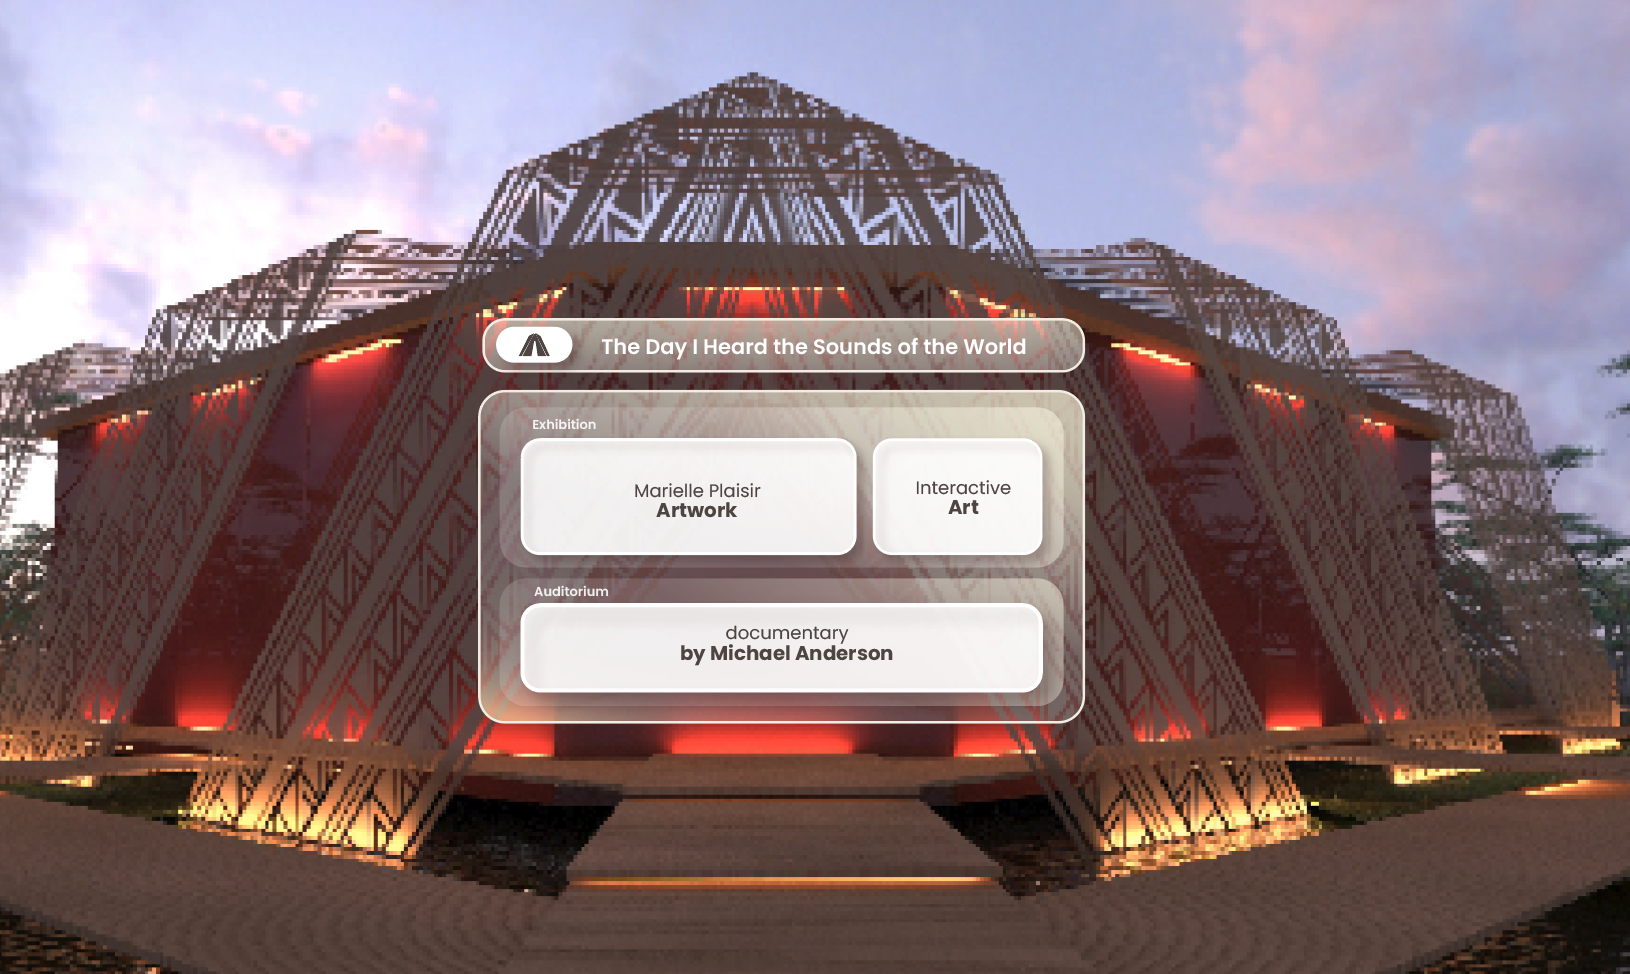 The Day I Heard the Sounds of the World
Exhibition
Marielle Plaisir
Artwork
Interactive
Art
Auditorium
documentary
by Michael Anderson